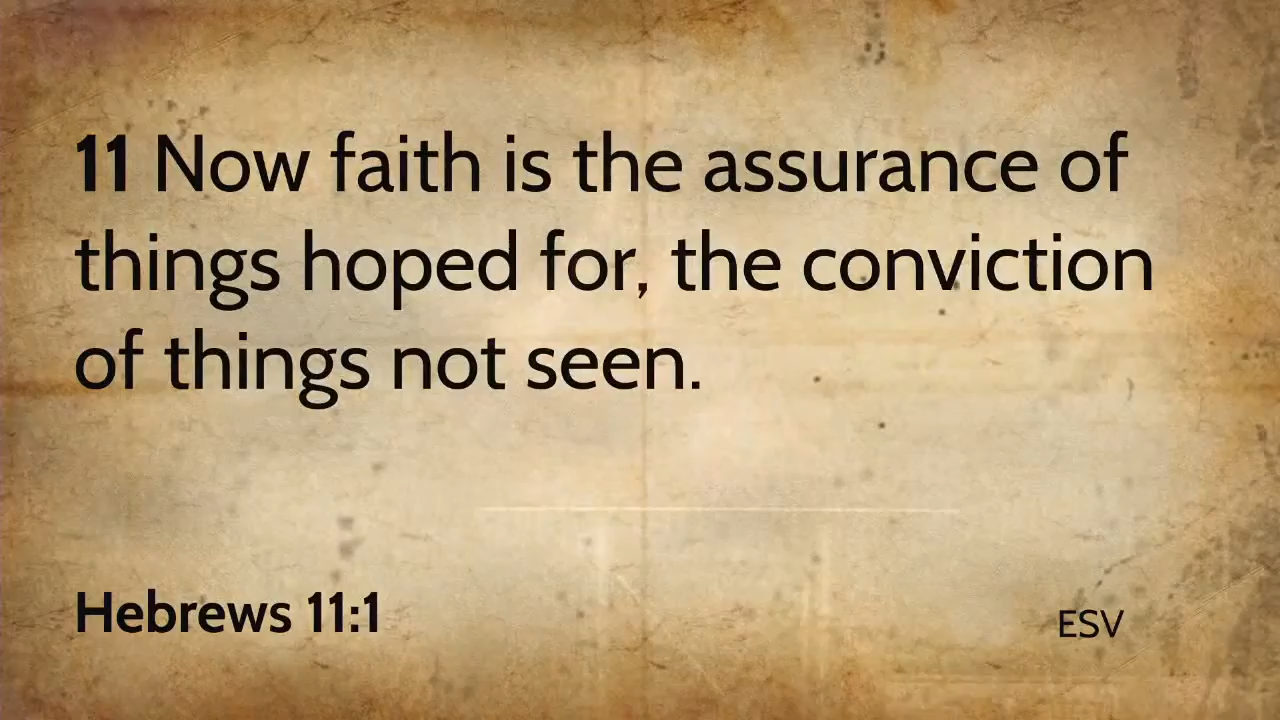 11 Now faith is the assurance of
things hoped for, the conviction
of things not seen.
Hebrews 11:1
ESV